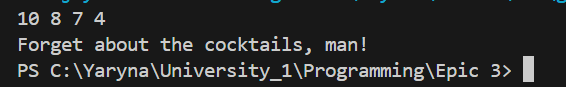 10 8 7 4
Forget about the cocktails, man!
PS C:\Yaryna\University_1\Programming\Epic 3>